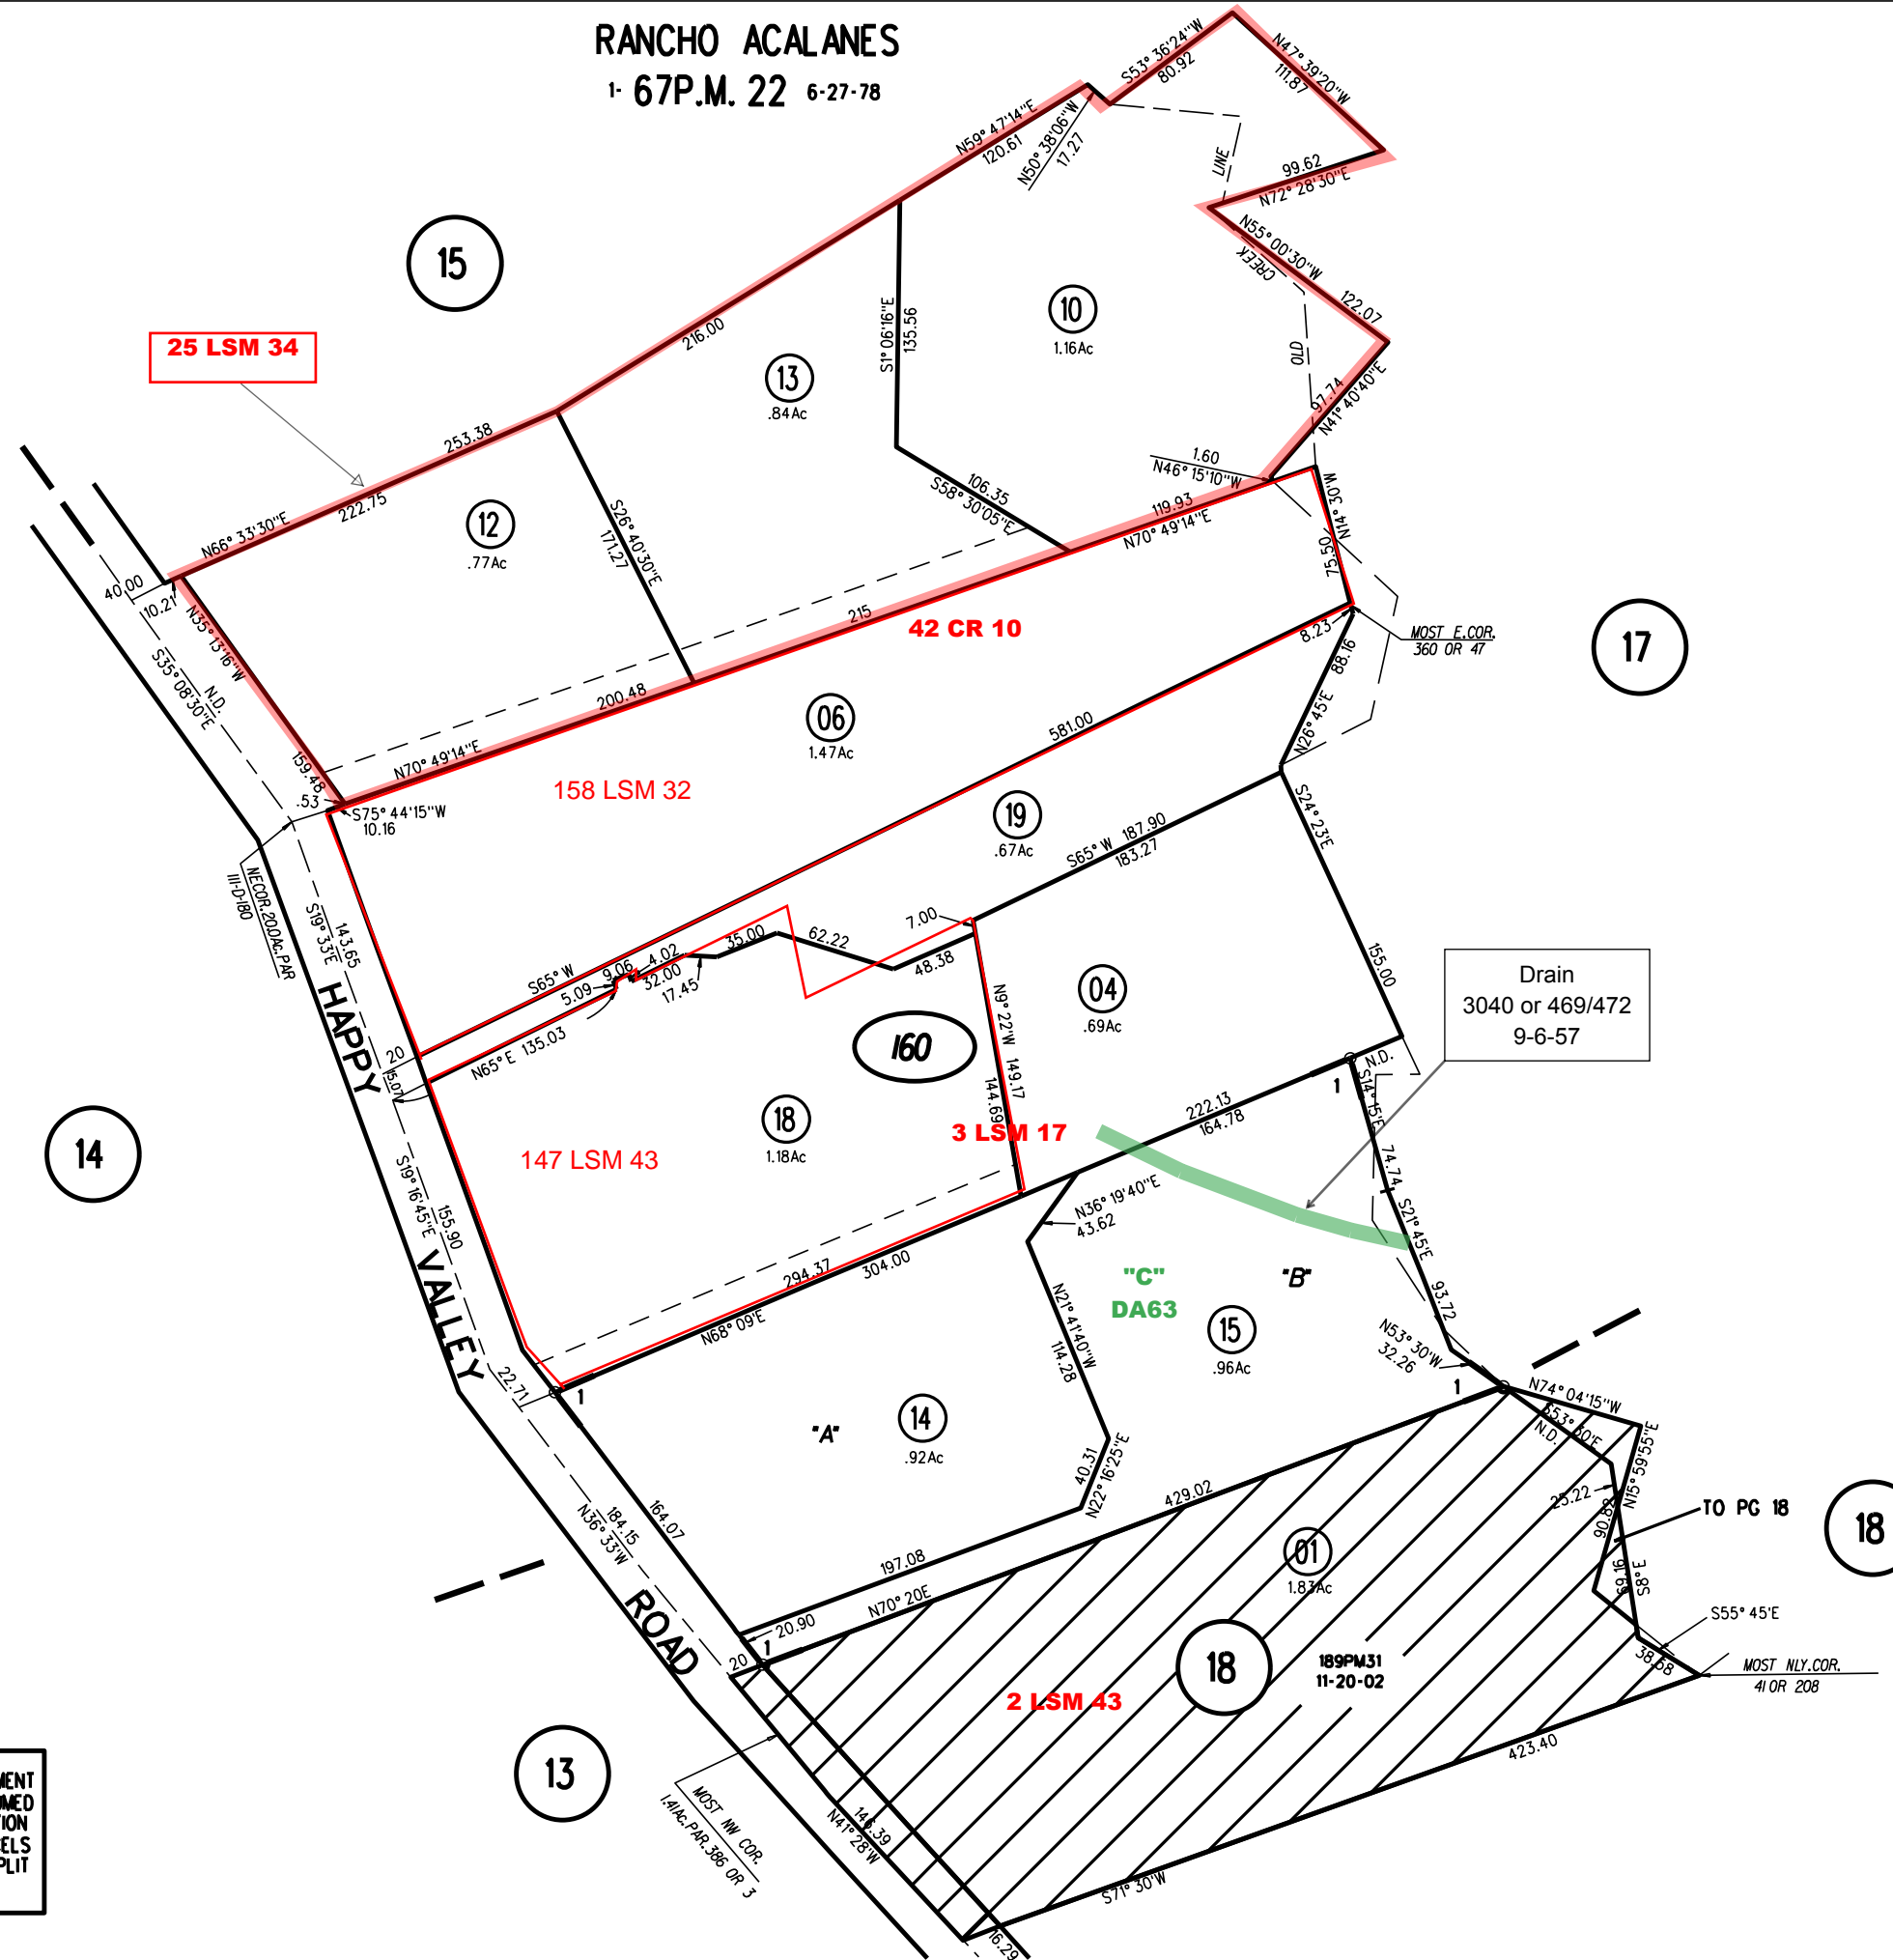 RANCHO ACALANES
1- 67P.M. 22 6-27-78
S53° 36'24"W
80.92
N47° 39'20"W
111.87
N59° 47'14"E
120.61
N50° 38'06"W
17.27
LINE
99.62
N72° 28'30"E
N55° 00'30"W
CREEK
122.07
15
10
1.16Ac
S1° 06'16"E
135.56
216.00
OLD
25 LSM 34
13
.84Ac
97.74
N41° 40'40"E
253.38
222.75
N66° 33'30"E
12
.77Ac
S26° 40'30"E
171.27
106.35
S58° 30'05"E
1.60
N46° 15'10"W
119.93
N70° 49'14"E
N14° 30'W
75.50
40.00
10.21
N35° 13'16"W
N.D.
S35° 08'30"E
215
42 CR 10
8.23
MOST E.COR.
360 OR 47
17
200.48
06
1.47Ac
88.16
N26° 45'E
581.00
N70° 49'14"E
159.48
.53
S75° 44'15"W
10.16
158 LSM 32
19
.67Ac
S65° W 187.90
183.27
S24° 23'E
NECOR.200Ac.PAR
III-D-180
143.65
S19° 33'E
7.00
62.22
35.00
48.38
S65° W
9.06
4.02
32.00
17.45
5.09
155.00
Drain
3040 or 469/472
9-6-57
04
.69Ac
N9° 22'W 149.17
144.69
HAPPY
20
15.07
N65° E 135.03
160
N.D.
1
S14° 15'E
74.74
222.13
164.78
14
18
1.18Ac
3 LSM 17
147 LSM 43
155.90
S19° 16'45"E
N36° 19'40"E
43.62
S21° 45'E
93.72
VALLEY
294.37
304.00
N68° 09'E
"C"
DA63
"B"
N21° 41'40"W
114.28
15
.96Ac
N53° 30'W
32.26
22.71
1
1
N74° 04'15"W
S53° 30'E
N.D.
14
.92Ac
"A"
40.31
N22° 16'25"E
N15° 59'55"E
429.02
25.22
90.82
TO PG 18
18
164.07
184.15
N36° 33'W
197.08
N70° 20E
01
1.83Ac
S8° E
S55° 45'E
ROAD
20.90
1
20
18
189PM31
11-20-02
38.68
MOST NLY.COR.
41 OR 208
2 LSM 43
423.40
13
MOST NW COR.
1.41Ac.PAR.386 OR 3
146.39
N41° 28'W
S71° 30'W
16.29